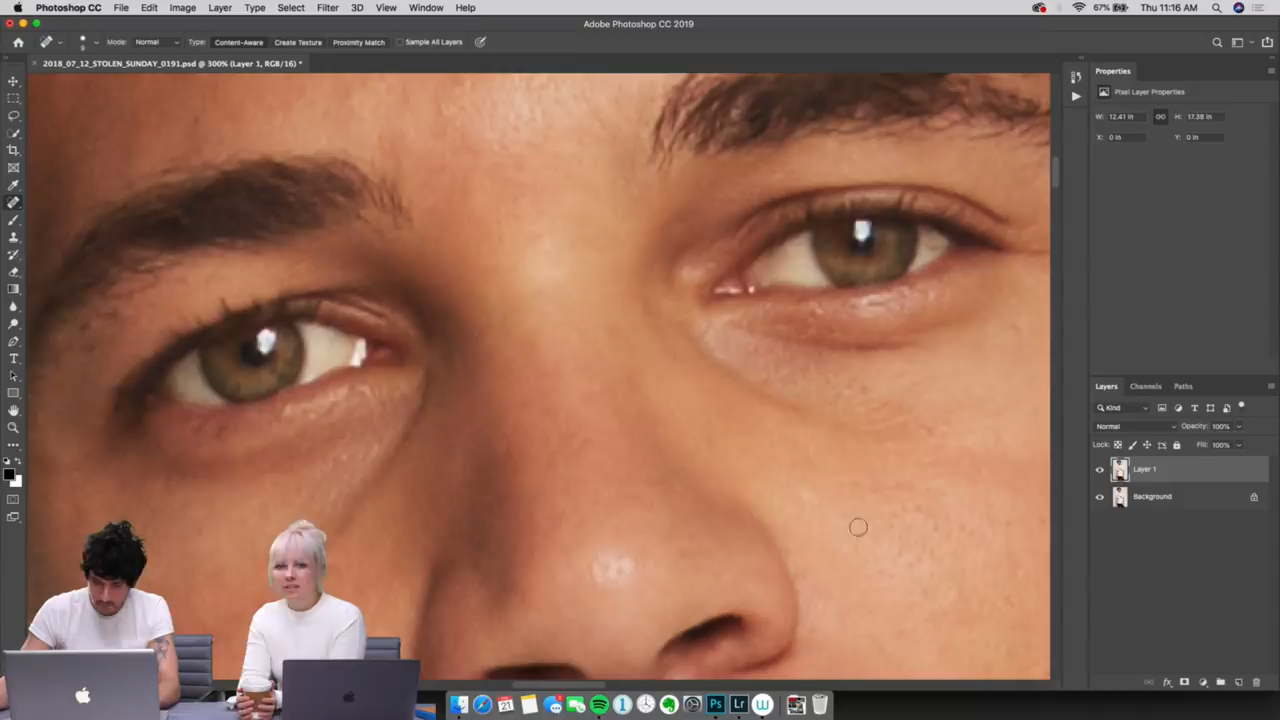 Photoshop CC File Edit Image Layer Type Select Filter 3D View Window Help 67% Thu 11:16 AM
Adobe Photoshop CC 2019
9 Mode: Normal Type: Content-Aware Create Texture Proximity Match Sample All Layers
2018_07_12_STOLEN_SUNDAY_0191.psd @ 300% (Layer 1, RGB/16) *
Properties
Pixel Layer Properties
W: 12.41 in H: 17.38 in
X: 0 in Y: 0 in
Layers Channels Paths
Kind
Normal Opacity: 100%
Lock: Fill: 100%
Layer 1
Background